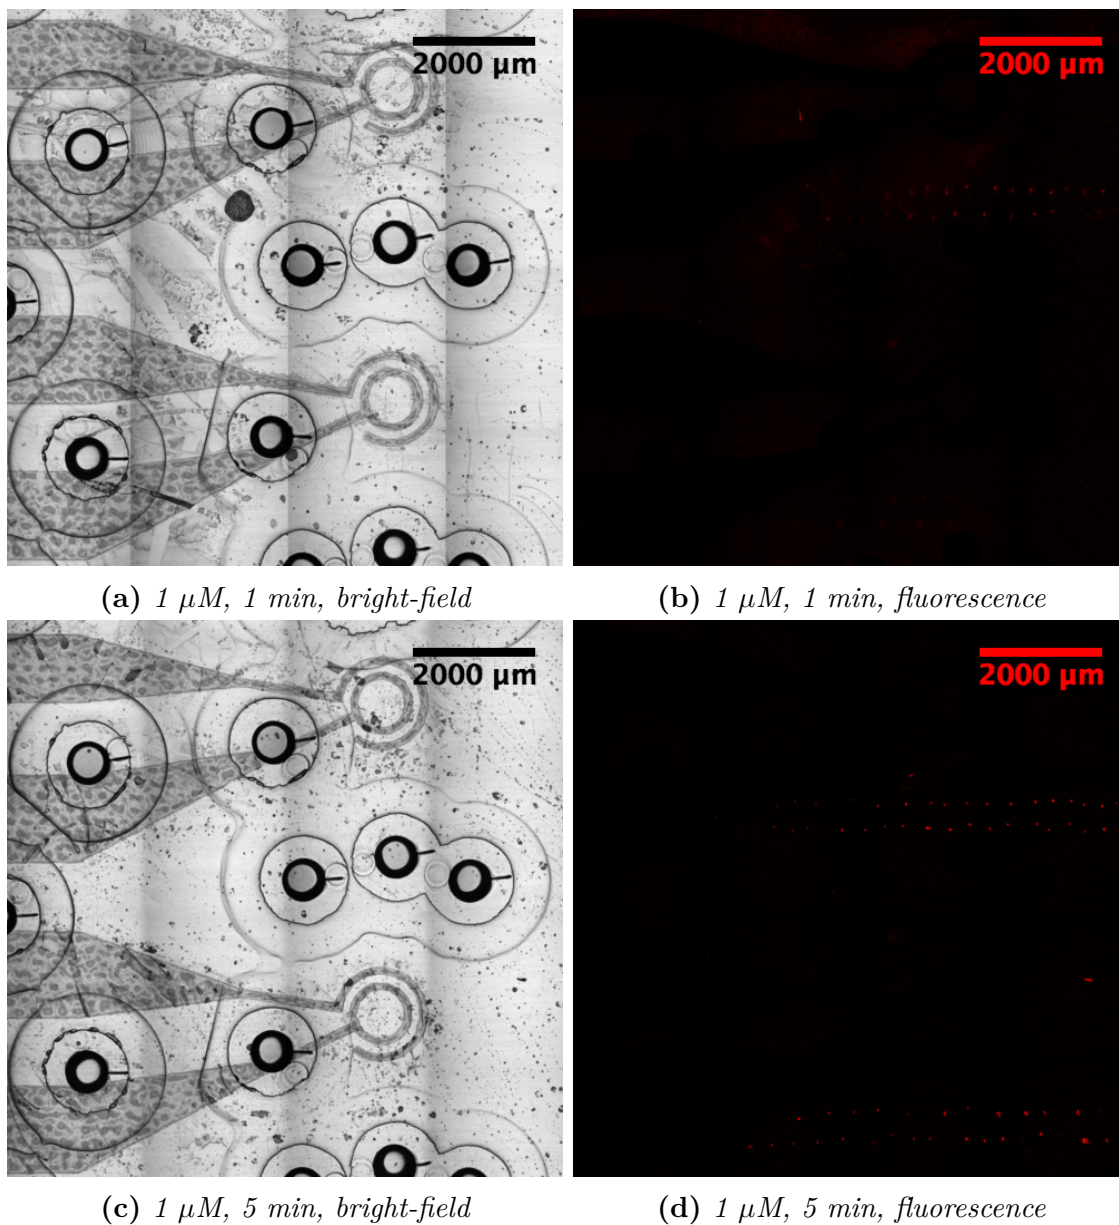 2000 μm
2000 μm
(a) 1 μM, 1 min, bright-field
(b) 1 μM, 1 min, fluorescence
2000 μm
2000 μm
(c) 1 μM, 5 min, bright-field
(d) 1 μM, 5 min, fluorescence